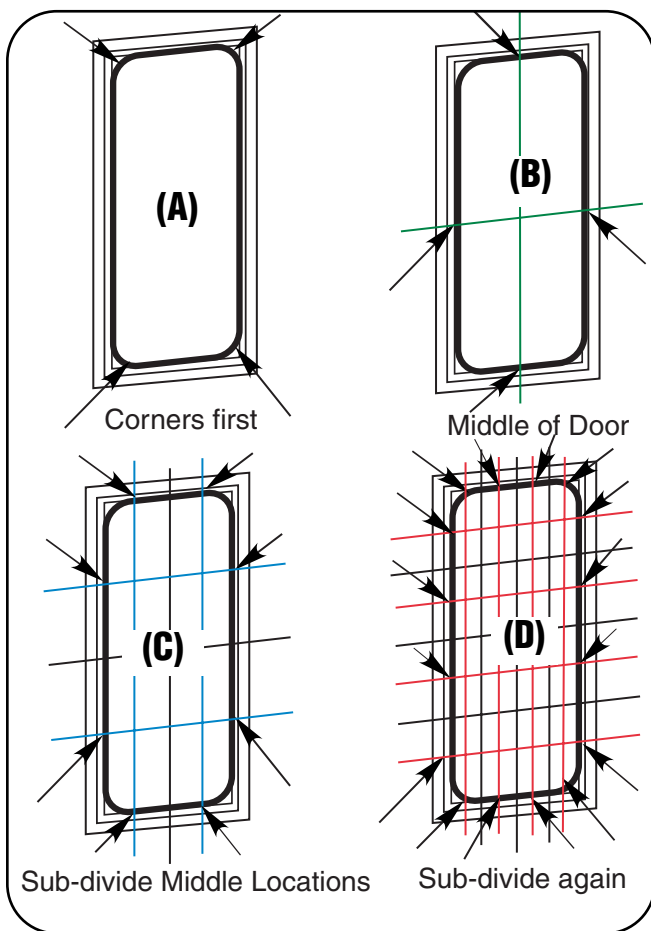 (A)
Corners first
(B)
Middle of Door
(C)
Sub-divide Middle Locations
(D)
Sub-divide again